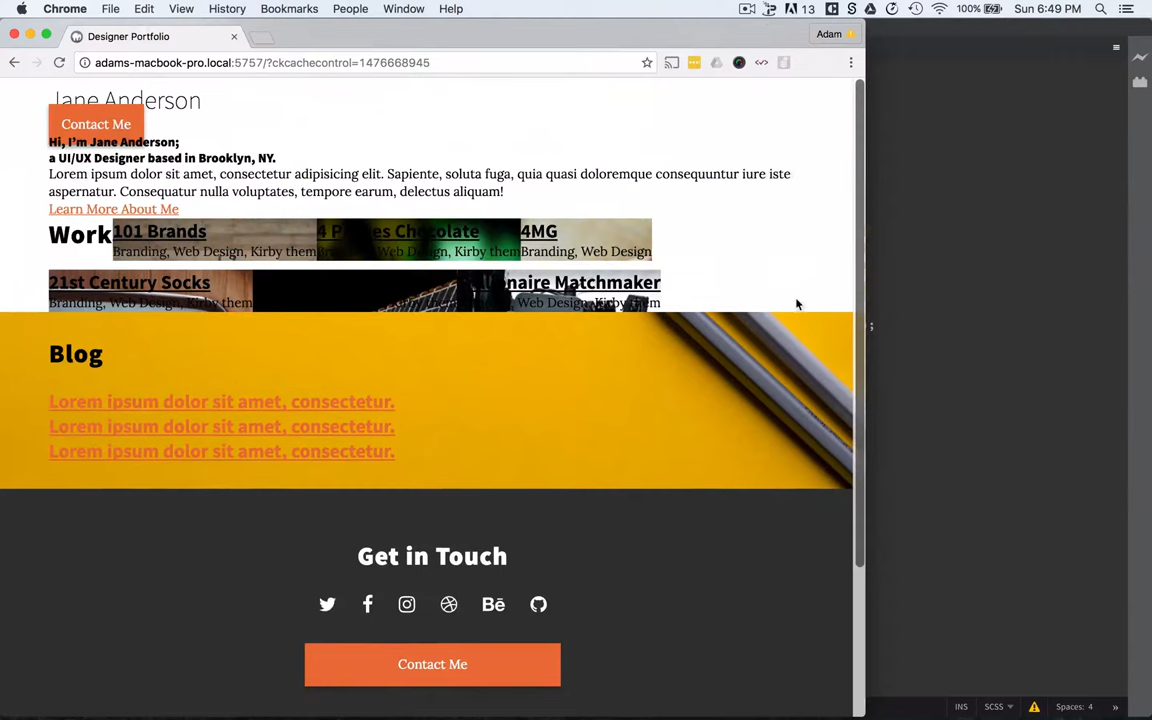 Chrome File Edit View History Bookmarks People Window Help 13 100% Sun 6:49 PM
Designer Portfolio Adam
adams-macbook-pro.local:5757/?ckcachecontrol=1476668945
Jane Anderson
Contact Me
Hi, I'm Jane Anderson;
a UI/UX Designer based in Brooklyn, NY.
Lorem ipsum dolor sit amet, consectetur adipisicing elit. Sapiente, soluta fuga, quia quasi doloremque consequuntur iure iste
aspernatur. Consequatur nulla voluptates, tempore earum, delectus aliquam!
Learn More About Me
Work 101 Brands 4 P Chocolate 4MG
Branding, Web Design, Kirby them Web Design, Kirby them Branding, Web Design
21st Century Socks Matchmaker
Branding, Web Design, Kirby them Web Design, Kirby them
;
Blog
Lorem ipsum dolor sit amet, consectetur.
Lorem ipsum dolor sit amet, consectetur.
Lorem ipsum dolor sit amet, consectetur.
Get in Touch
Bē
Contact Me
INS SCSS Spaces: 4 »